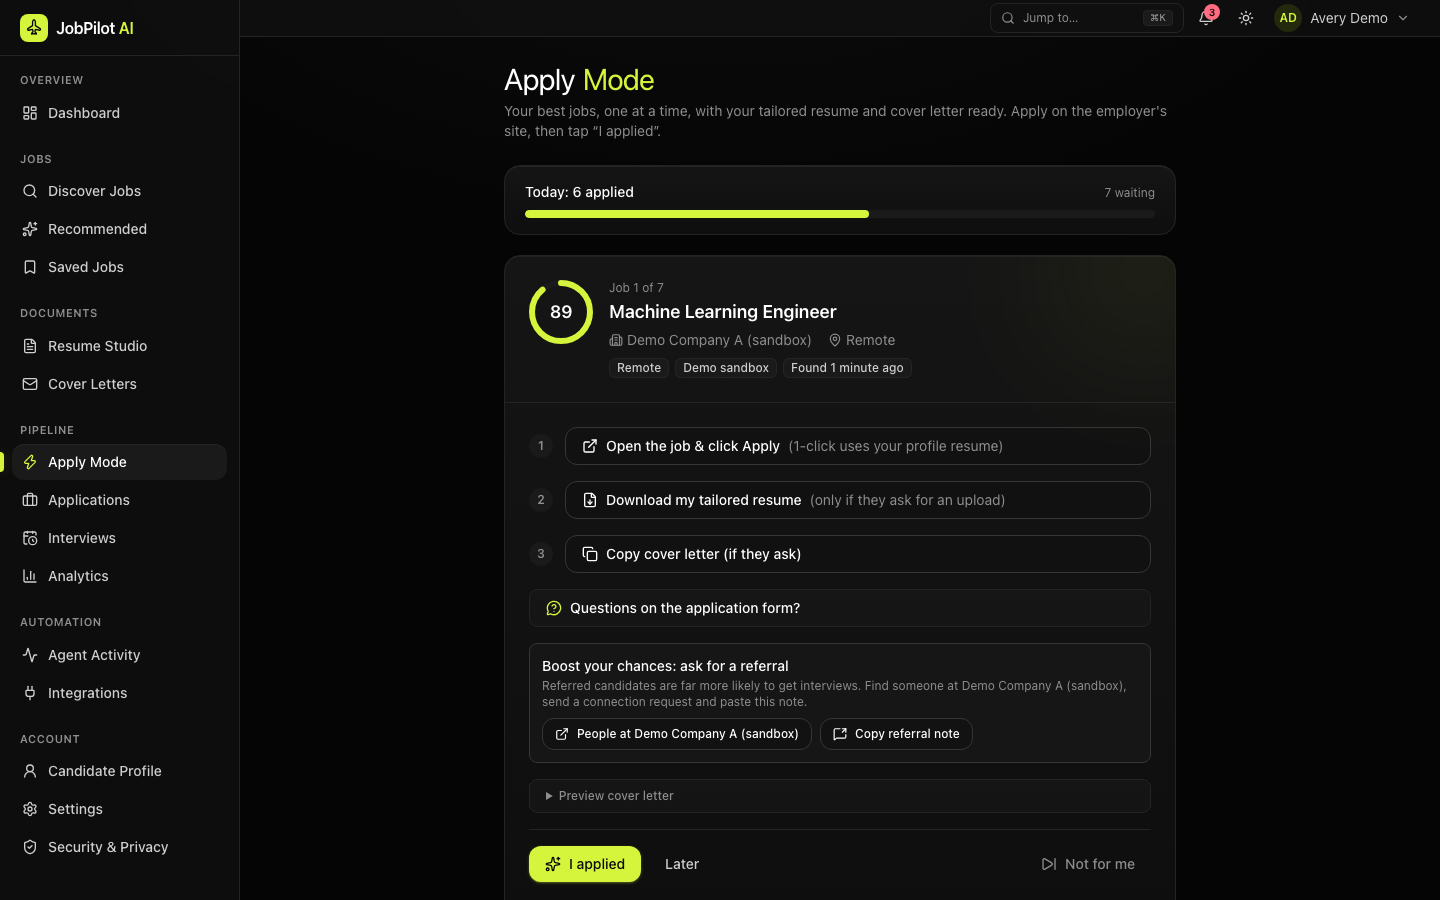 JobPilot AI
OVERVIEW
Dashboard
JOBS
Discover Jobs
Recommended
Saved Jobs
DOCUMENTS
Resume Studio
Cover Letters
PIPELINE
Apply Mode
Applications
Interviews
Analytics
AUTOMATION
Agent Activity
Integrations
ACCOUNT
Candidate Profile
Settings
Security & Privacy
Jump to... ⌘K
3
AD Avery Demo
Apply Mode
Your best jobs, one at a time, with your tailored resume and cover letter ready. Apply on the employer's
site, then tap “I applied”.
Today: 6 applied 7 waiting
89
Job 1 of 7
Machine Learning Engineer
Demo Company A (sandbox) Remote
Remote Demo sandbox Found 1 minute ago
1 Open the job & click Apply (1-click uses your profile resume)
2 Download my tailored resume (only if they ask for an upload)
3 Copy cover letter (if they ask)
Questions on the application form?
Boost your chances: ask for a referral
Referred candidates are far more likely to get interviews. Find someone at Demo Company A (sandbox),
send a connection request and paste this note.
People at Demo Company A (sandbox) Copy referral note
Preview cover letter
I applied Later Not for me